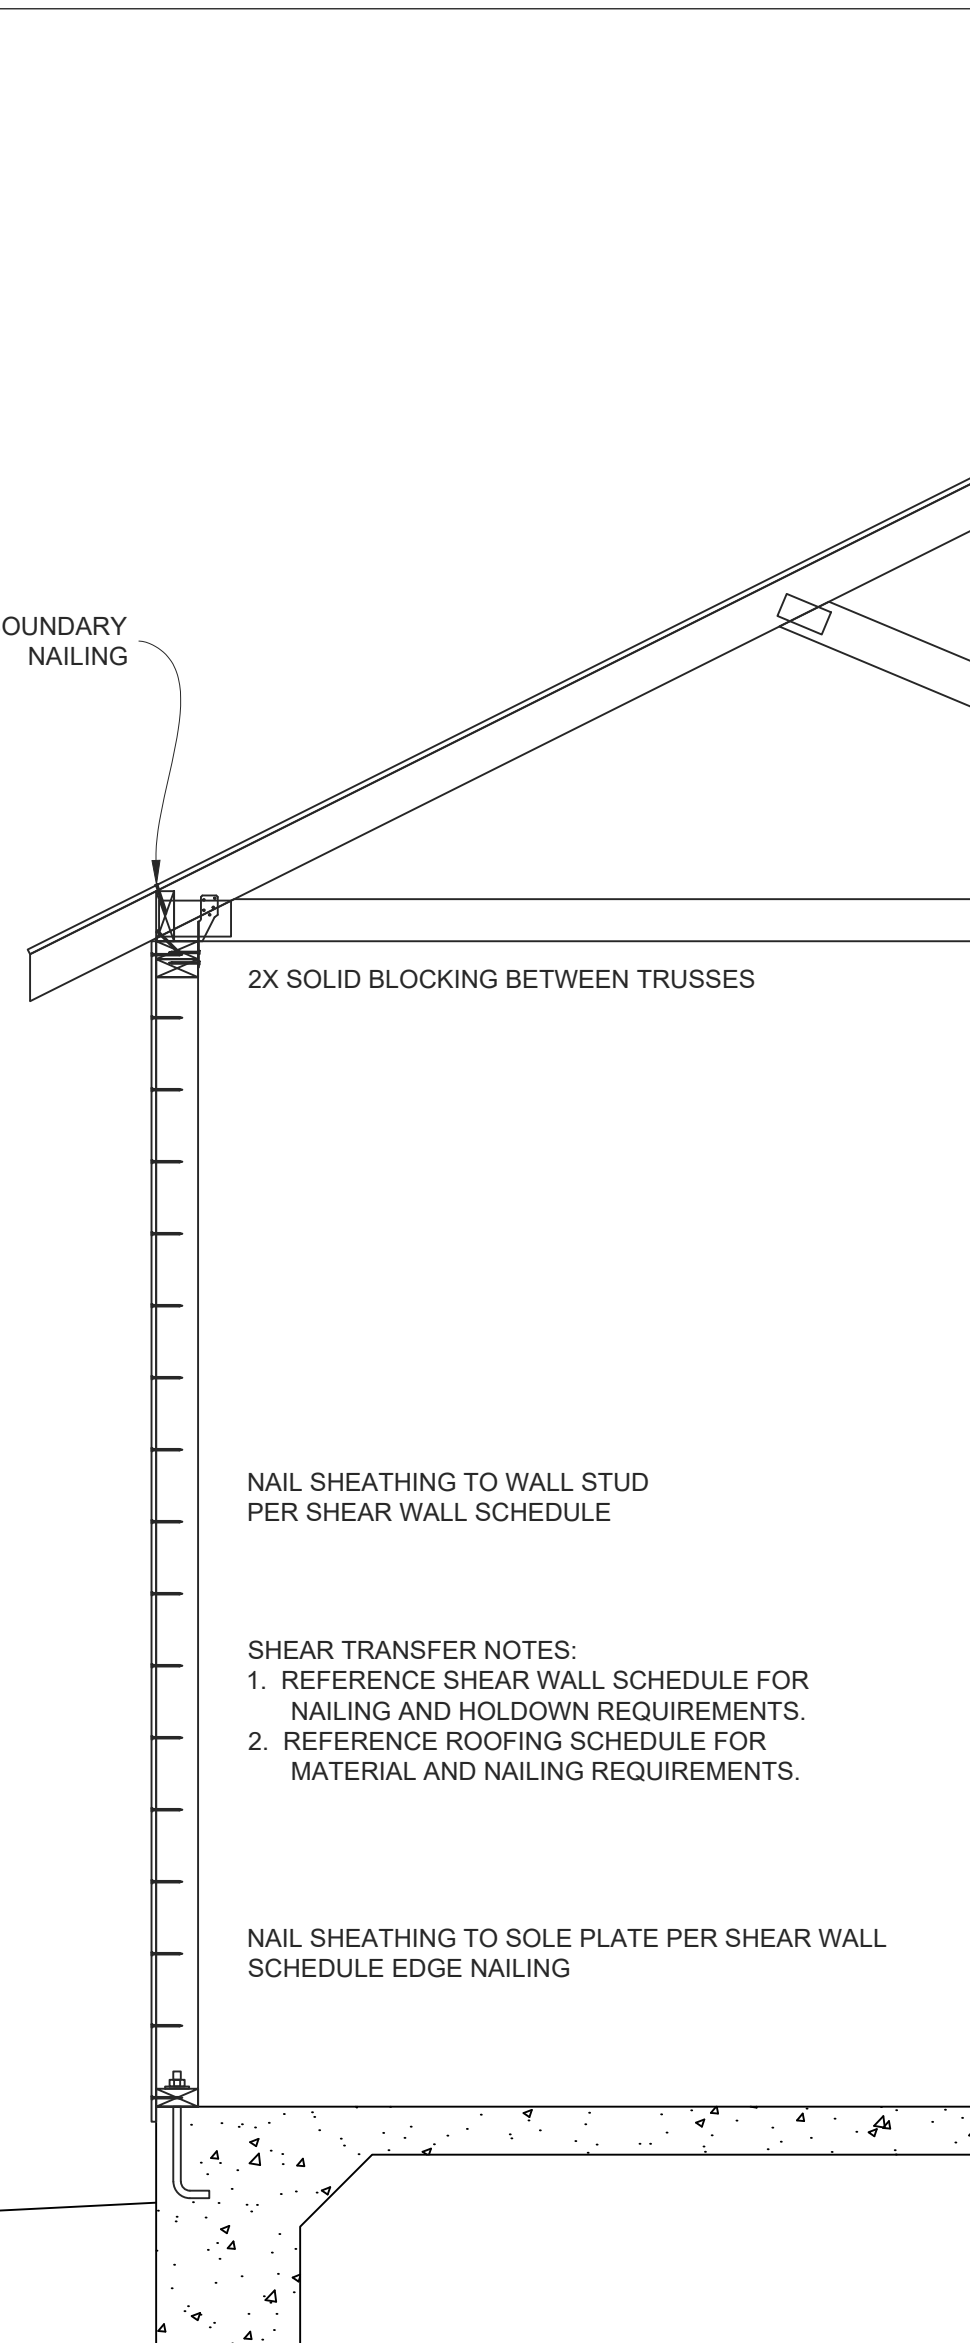 OUNDARY
NAILING
2X SOLID BLOCKING BETWEEN TRUSSES
NAIL SHEATHING TO WALL STUD
PER SHEAR WALL SCHEDULE
SHEAR TRANSFER NOTES:
1. REFERENCE SHEAR WALL SCHEDULE FOR
NAILING AND HOLDOWN REQUIREMENTS.
2. REFERENCE ROOFING SCHEDULE FOR
MATERIAL AND NAILING REQUIREMENTS.
NAIL SHEATHING TO SOLE PLATE PER SHEAR WALL
SCHEDULE EDGE NAILING